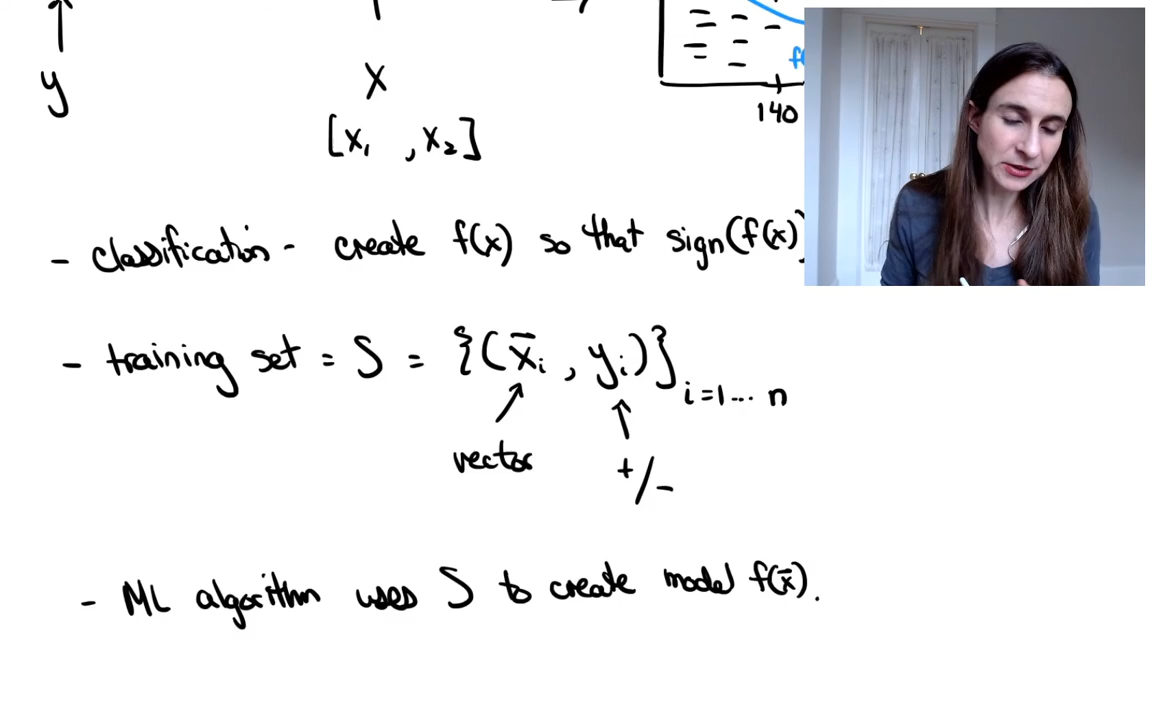 y
x
[x₁ , x₂]
140
- classification - create f(x) so that sign(f(x)
- training set = S = {(x̄ᵢ , yᵢ)} i=1... n
vector
+/-
- ML algorithm uses S to create model f(x̄).